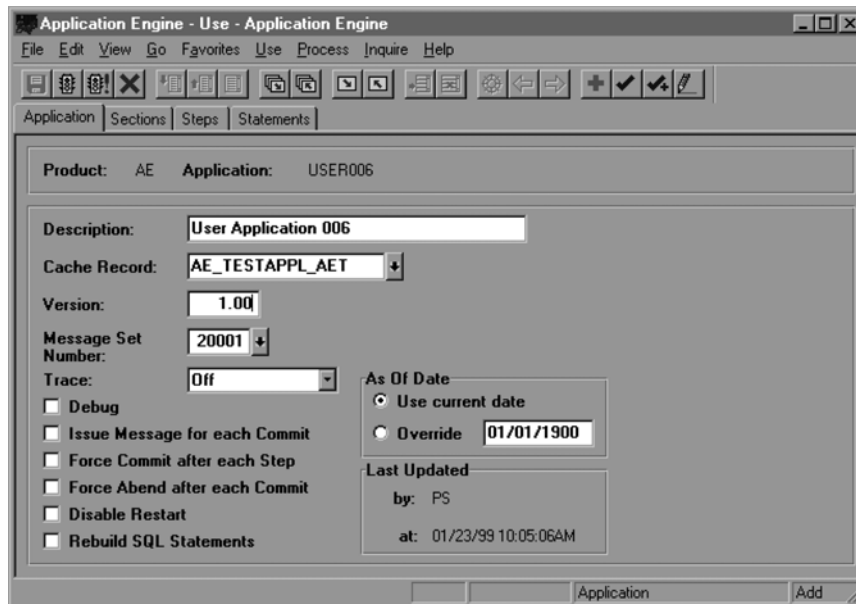 Application Engine - Use - Application Engine
File Edit View Go Favorites Use Process Inquire Help
Application Sections Steps Statements
Product: AE Application: USER006
Description: User Application 006
Cache Record: AE_TESTAPPL_AET
Version: 1.00
Message Set Number: 20001
Trace: Off
Debug
Issue Message for each Commit
Force Commit after each Step
Force Abend after each Commit
Disable Restart
Rebuild SQL Statements
As Of Date
Use current date
Override 01/01/1900
Last Updated
by: PS
at: 01/23/99 10:05:06AM
Application Add